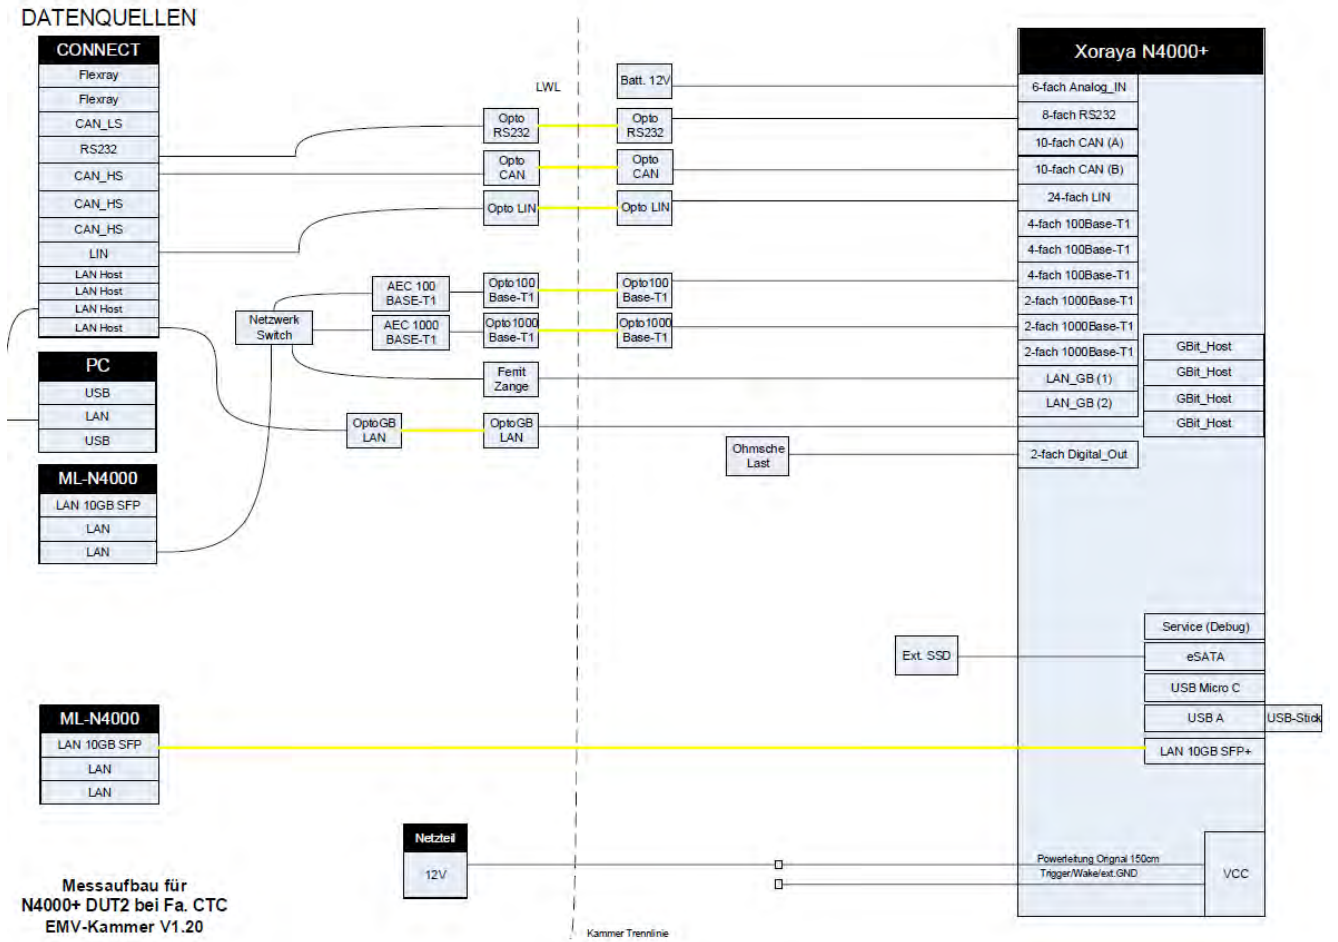 DATENQUELLEN
CONNECT
Flexray
Flexray
CAN_LS
RS232
CAN_HS
CAN_HS
CAN_HS
LIN
LAN Host
LAN Host
LAN Host
LAN Host
PC
USB
LAN
USB
ML-N4000
LAN 10GB SFP
LAN
LAN
ML-N4000
LAN 10GB SFP
LAN
LAN
Messaufbau für
N4000+ DUT2 bei Fa. CTC
EMV-Kammer V1.20
Netzwerk
Switch
AEC 100
BASE-T1
AEC 1000
BASE-T1
OptoGB
LAN
LWL
Opto
RS232
Opto
CAN
Opto LIN
Opto100
Base-T1
Opto1000
Base-T1
Ferrit
Zange
OptoGB
LAN
Netzteil
12V
Batt. 12V
Opto
RS232
Opto
CAN
Opto LIN
Opto100
Base-T1
Opto1000
Base-T1
Ohmsche
Last
Ext. SSD
Kammer Trennlinie
Xoraya N4000+
6-fach Analog_IN
8-fach RS232
10-fach CAN (A)
10-fach CAN (B)
24-fach LIN
4-fach 100Base-T1
4-fach 100Base-T1
4-fach 100Base-T1
2-fach 1000Base-T1
2-fach 1000Base-T1
2-fach 1000Base-T1
LAN_GB (1)
LAN_GB (2)
2-fach Digital_Out
GBit_Host
GBit_Host
GBit_Host
GBit_Host
Service (Debug)
eSATA
USB Micro C
USB A
USB-Stick
LAN 10GB SFP+
Powerleitung Orignal 150cm
Trigger/Wake/ext.GND
VCC